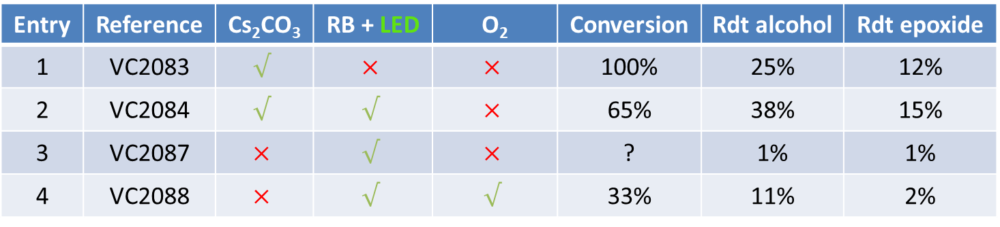 Entry Reference Cs₂CO₃ RB + LED O₂ Conversion Rdt alcohol Rdt epoxide
1 VC2083 √ × × 100% 25% 12%
2 VC2084 √ √ × 65% 38% 15%
3 VC2087 × √ × ? 1% 1%
4 VC2088 × √ √ 33% 11% 2%